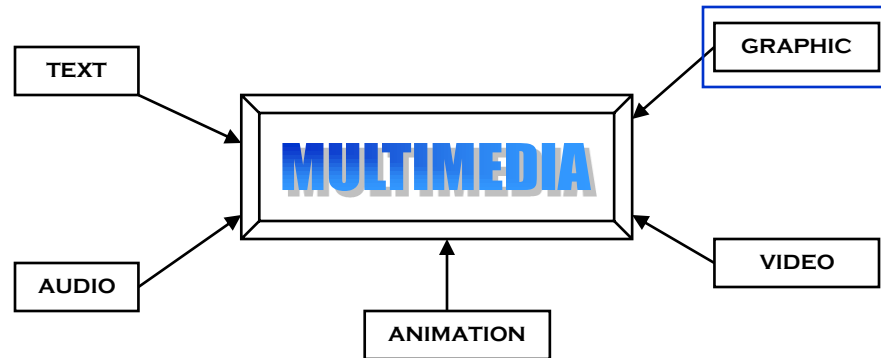 GRAPHIC
TEXT
MULTIMEDIA
VIDEO
AUDIO
ANIMATION